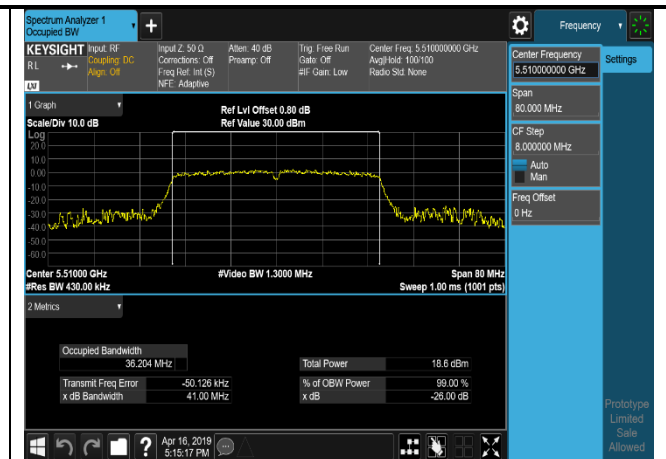 Spectrum Analyzer 1
Occupied BW
Frequency
KEYSIGHT
RL
LXI
Input: RF
Coupling: DC
Align: Off
Input Z: 50 Ω
Corrections: Off
Freq Ref: Int (S)
NFE: Adaptive
Atten: 40 dB
Preamp: Off
Trig: Free Run
Gate: Off
#IF Gain: Low
Center Freq: 5.510000000 GHz
Avg|Hold: 100/100
Radio Std: None
Center Frequency
5.510000000 GHz
Settings
Span
80.000 MHz
CF Step
8.000000 MHz
Auto
Man
Freq Offset
0 Hz
1 Graph
Scale/Div 10.0 dB
Ref Lvl Offset 0.80 dB
Ref Value 30.00 dBm
Log
20.0
10.0
0.00
-10.0
-20.0
-30.0
-40.0
-50.0
-60.0
Center 5.51000 GHz
#Video BW 1.3000 MHz
Span 80 MHz
#Res BW 430.00 kHz
Sweep 1.00 ms (1001 pts)
2 Metrics
Occupied Bandwidth
36.204 MHz
Total Power 18.6 dBm
Transmit Freq Error -50.126 kHz
% of OBW Power 99.00 %
x dB Bandwidth 41.00 MHz
x dB -26.00 dB
Prototype
Limited
Sale
Allowed
?
Apr 16, 2019
5:15:17 PM